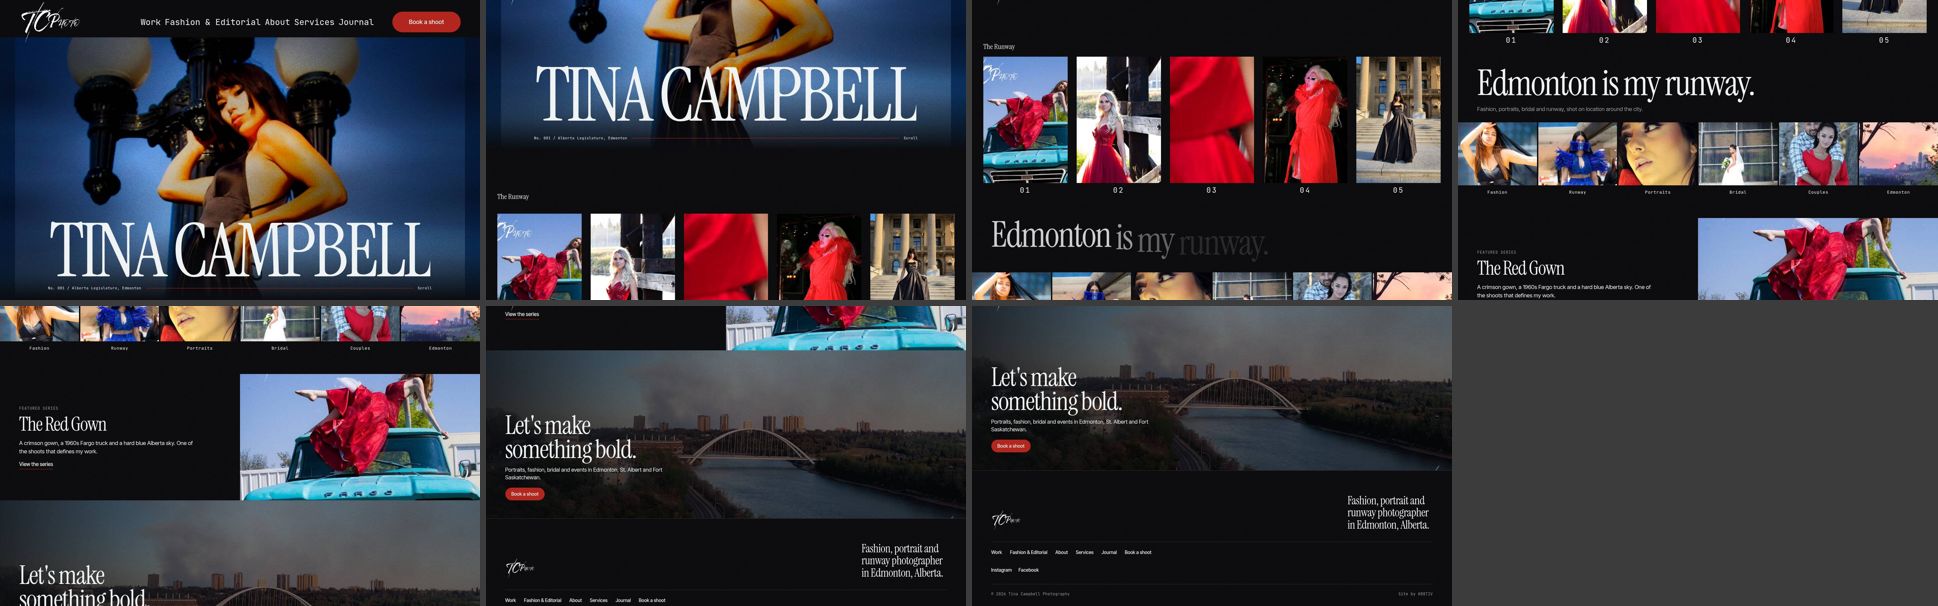 TCPHOTO
Work Fashion & Editorial About Services Journal
Book a shoot
TINA CAMPBELL
No. 001 / Alberta Legislature, Edmonton
Scroll
TINA CAMPBELL
No. 001 / Alberta Legislature, Edmonton
Scroll
The Runway
The Runway
01 02 03 04 05
Edmonton is my runway.
01 02 03 04 05
Edmonton is my runway.
Fashion, portraits, bridal and runway, shot on location around the city.
Fashion Runway Portraits Bridal Couples Edmonton
FEATURED SERIES
The Red Gown
A crimson gown, a 1960s Fargo truck and a hard blue Alberta sky. One of
the shoots that defines my work.
Fashion Runway Portraits Bridal Couples Edmonton
FEATURED SERIES
The Red Gown
A crimson gown, a 1960s Fargo truck and a hard blue Alberta sky. One of
the shoots that defines my work.
View the series
FARGO
Let's make
something bold.
View the series
Let's make
something bold.
Portraits, fashion, bridal and events in Edmonton, St. Albert and Fort
Saskatchewan.
Book a shoot
TCPHOTO
Fashion, portrait and
runway photographer
in Edmonton, Alberta.
Work Fashion & Editorial About Services Journal Book a shoot
Let's make
something bold.
Portraits, fashion, bridal and events in Edmonton, St. Albert and Fort
Saskatchewan.
Book a shoot
TCPHOTO
Fashion, portrait and
runway photographer
in Edmonton, Alberta.
Work Fashion & Editorial About Services Journal Book a shoot
Instagram Facebook
© 2026 Tina Campbell Photography